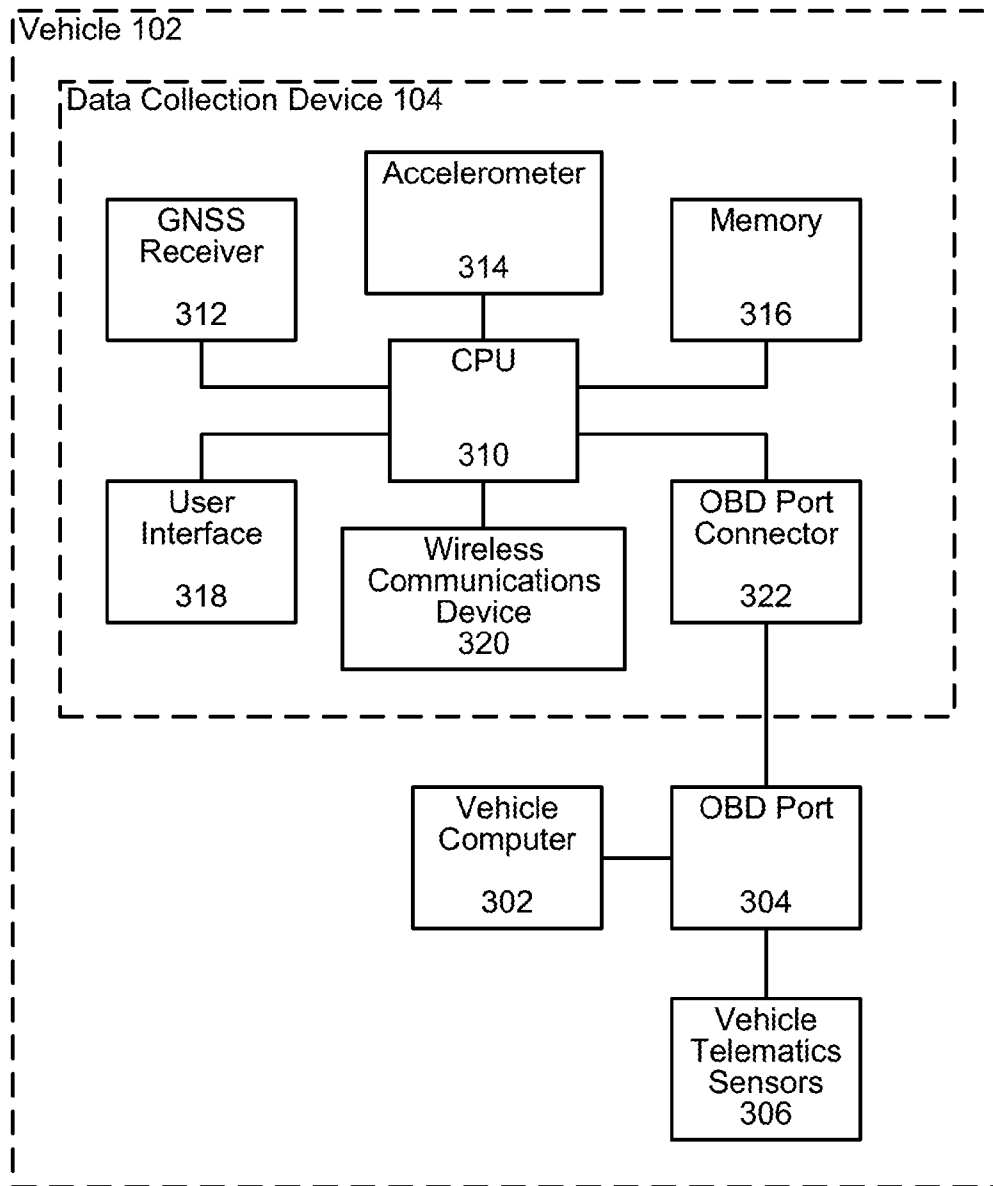 Vehicle 102
Data Collection Device 104
Accelerometer
314
GNSS
Receiver
312
Memory
316
CPU
310
User
Interface
318
Wireless
Communications
Device
320
OBD Port
Connector
322
Vehicle
Computer
302
OBD Port
304
Vehicle
Telematics
Sensors
306